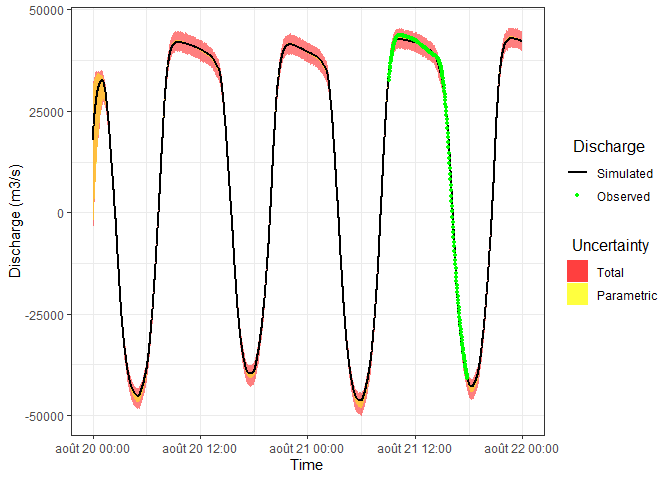 50000
25000
0
-25000
-50000
Discharge (m3/s)
août 20 00:00
août 20 12:00
août 21 00:00
août 21 12:00
août 22 00:00
Time
Discharge
Simulated
Observed
Uncertainty
Total
Parametric